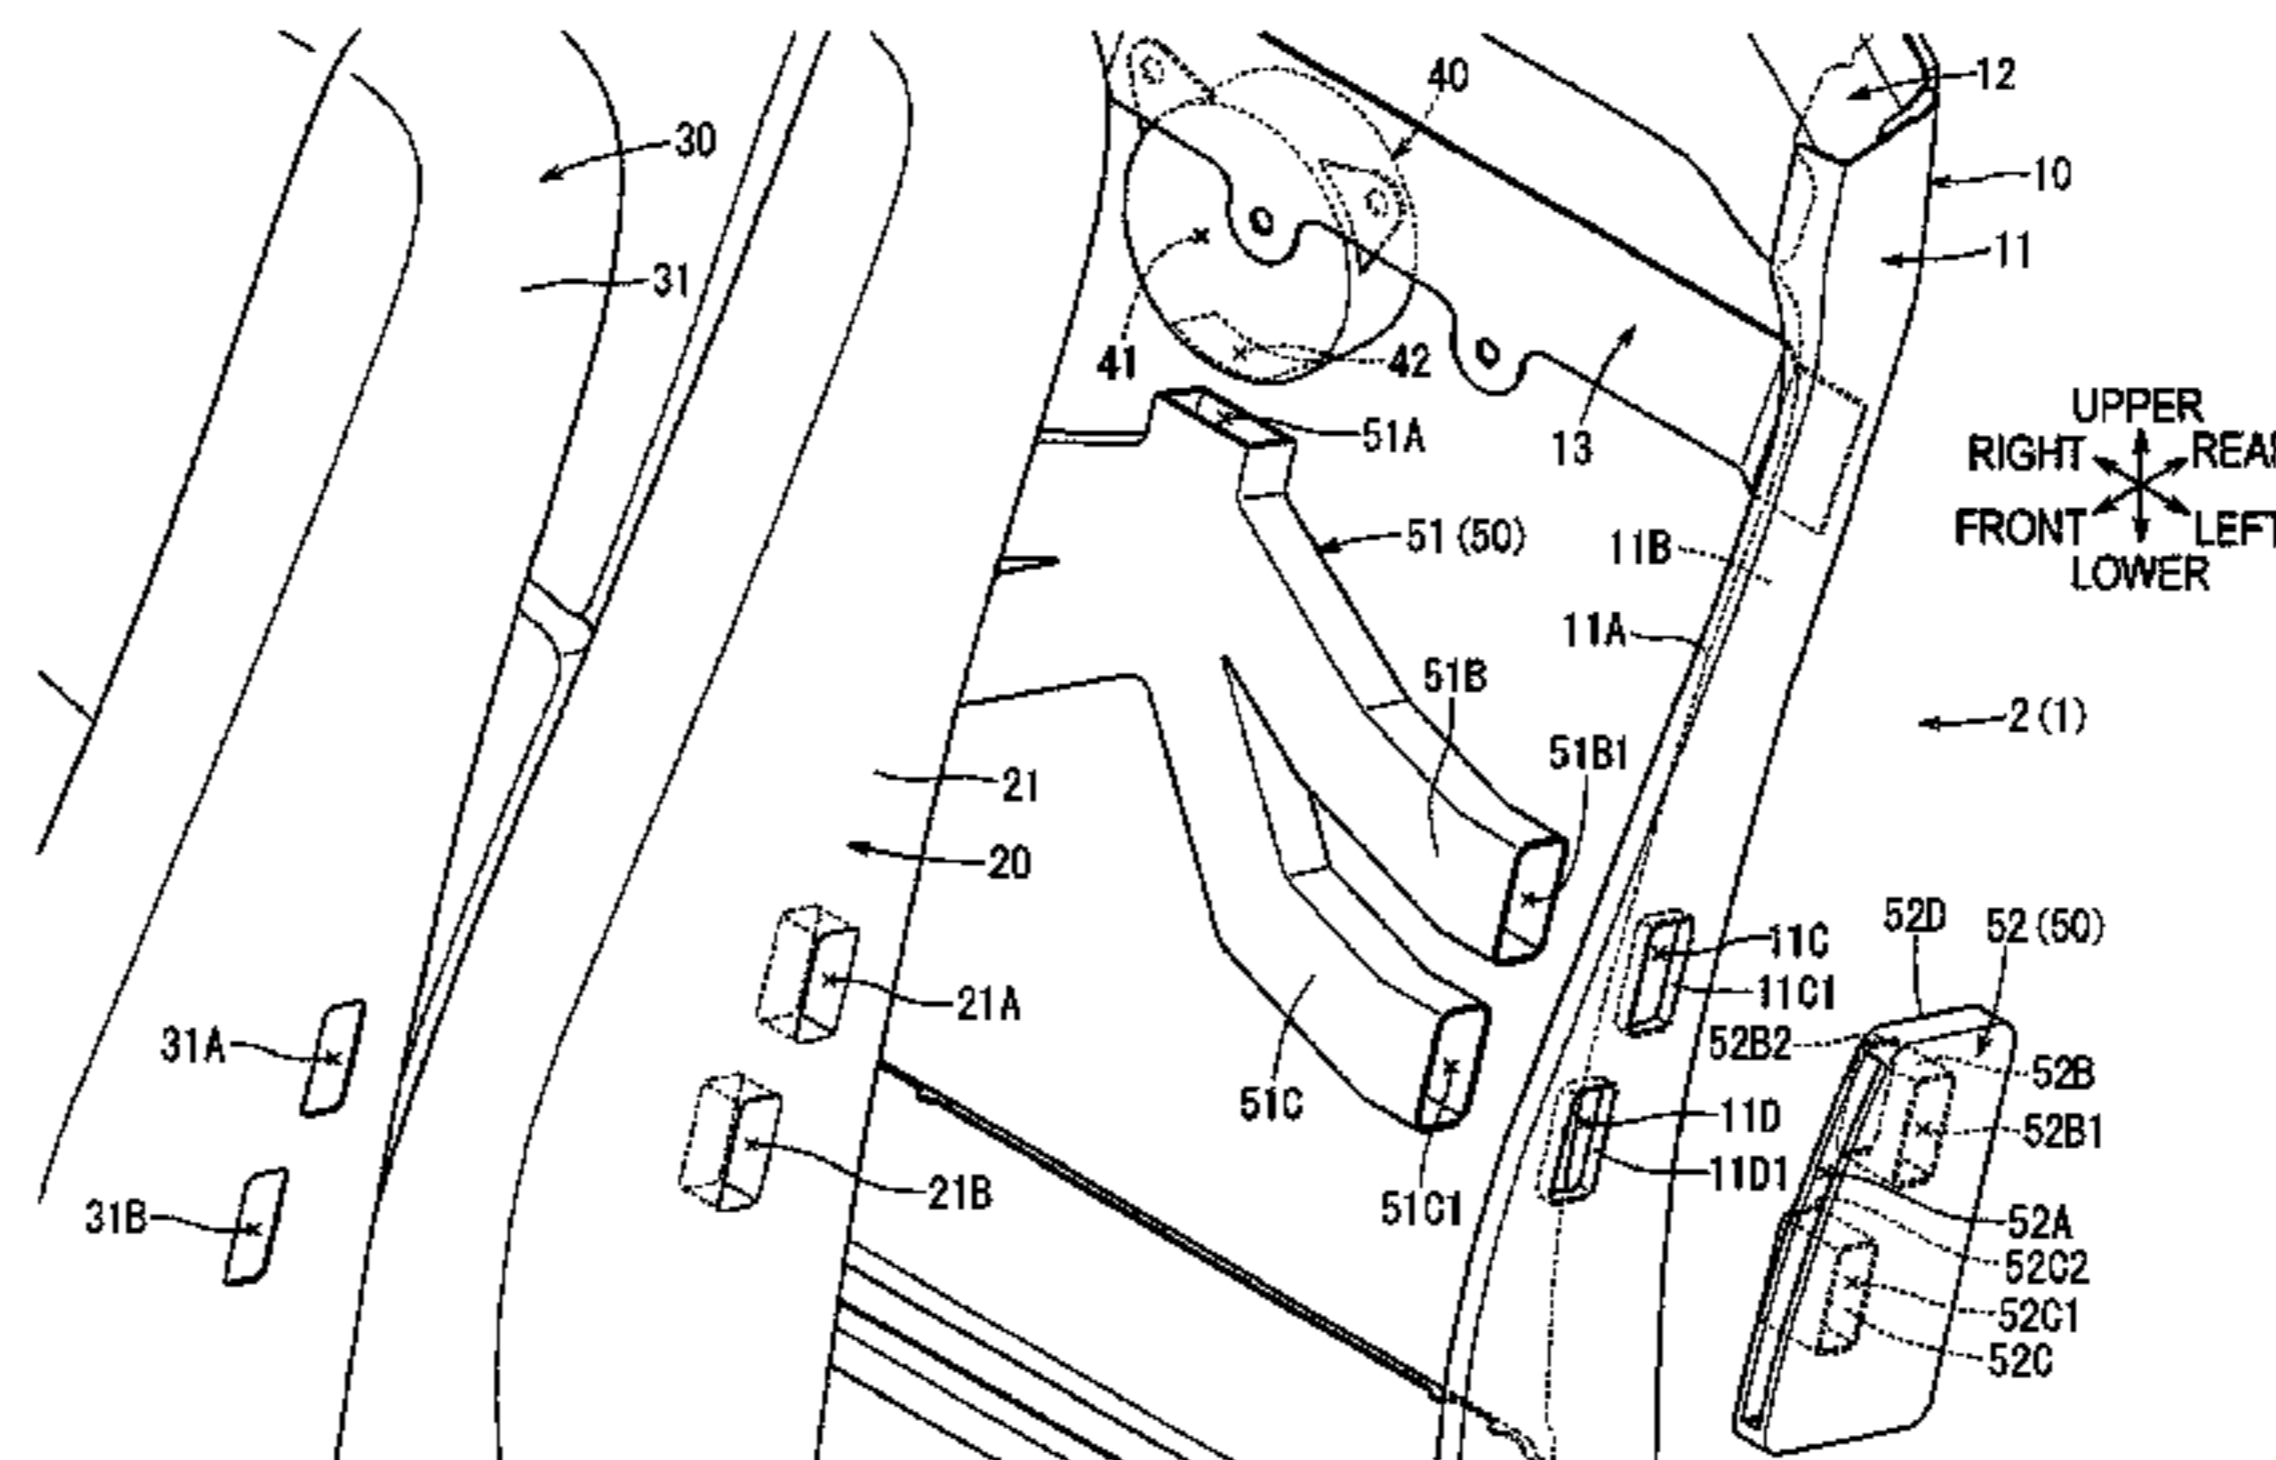 12
40
30
10
11
31
41
42
UPPER
51A
13
RIGHT
REAR
51 (50)
FRONT
LEFT
11B
LOWER
11A
51B
2 (1)
51B1
21
20
52D
52 (50)
11C
21A
11C1
31A
52B2
52B
51C
11D
52B1
11D1
21B
31B
51C1
52A
52C2
52C1
52C